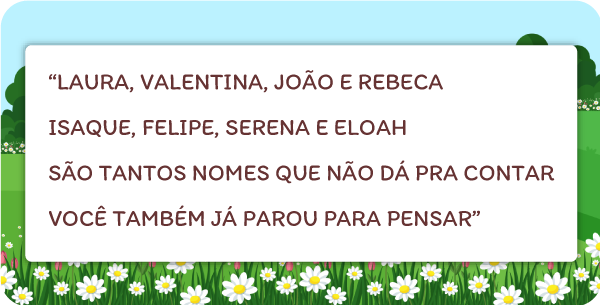 “LAURA, VALENTINA, JOÃO E REBECA
ISAQUE, FELIPE, SERENA E ELOAH
SÃO TANTOS NOMES QUE NÃO DÁ PRA CONTAR
VOCÊ TAMBÉM JÁ PAROU PARA PENSAR”